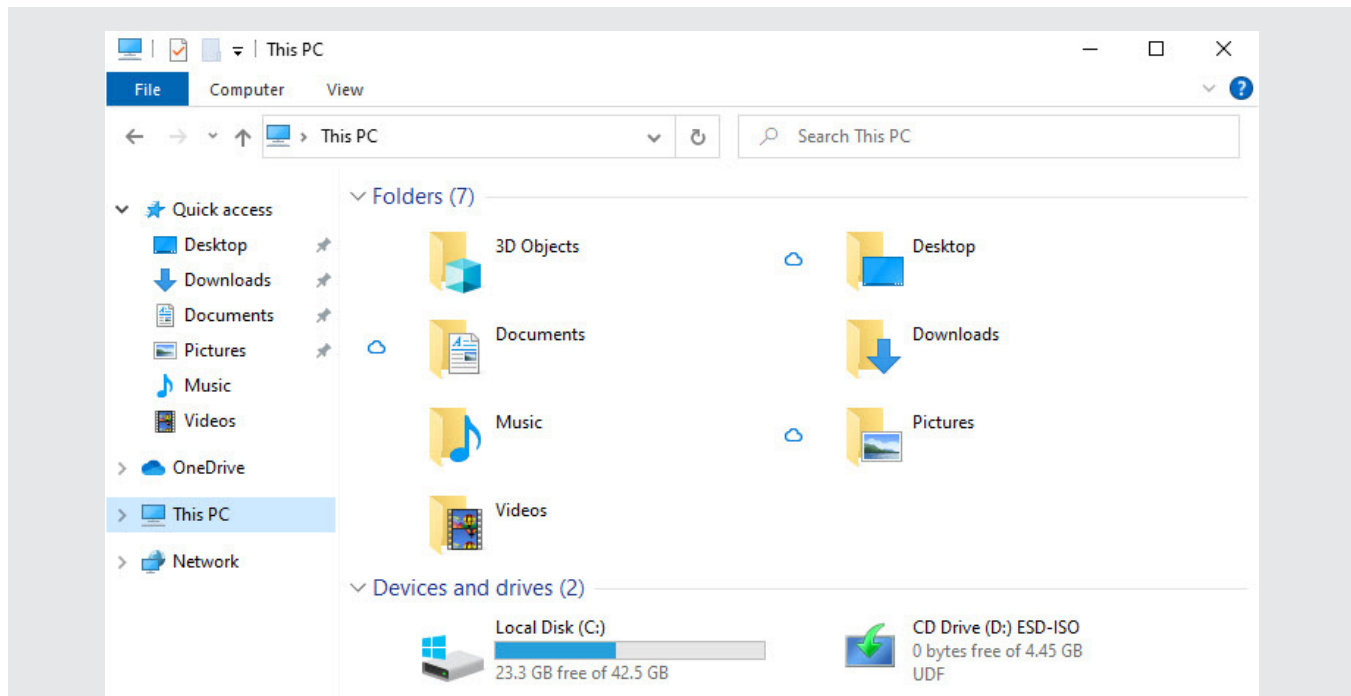 This PC
File Computer View
This PC
Search This PC
Quick access
Desktop
Downloads
Documents
Pictures
Music
Videos
OneDrive
This PC
Network
Folders (7)
3D Objects
Desktop
Documents
Downloads
Music
Pictures
Videos
Devices and drives (2)
Local Disk (C:)
23.3 GB free of 42.5 GB
CD Drive (D:) ESD-ISO
0 bytes free of 4.45 GB
UDF